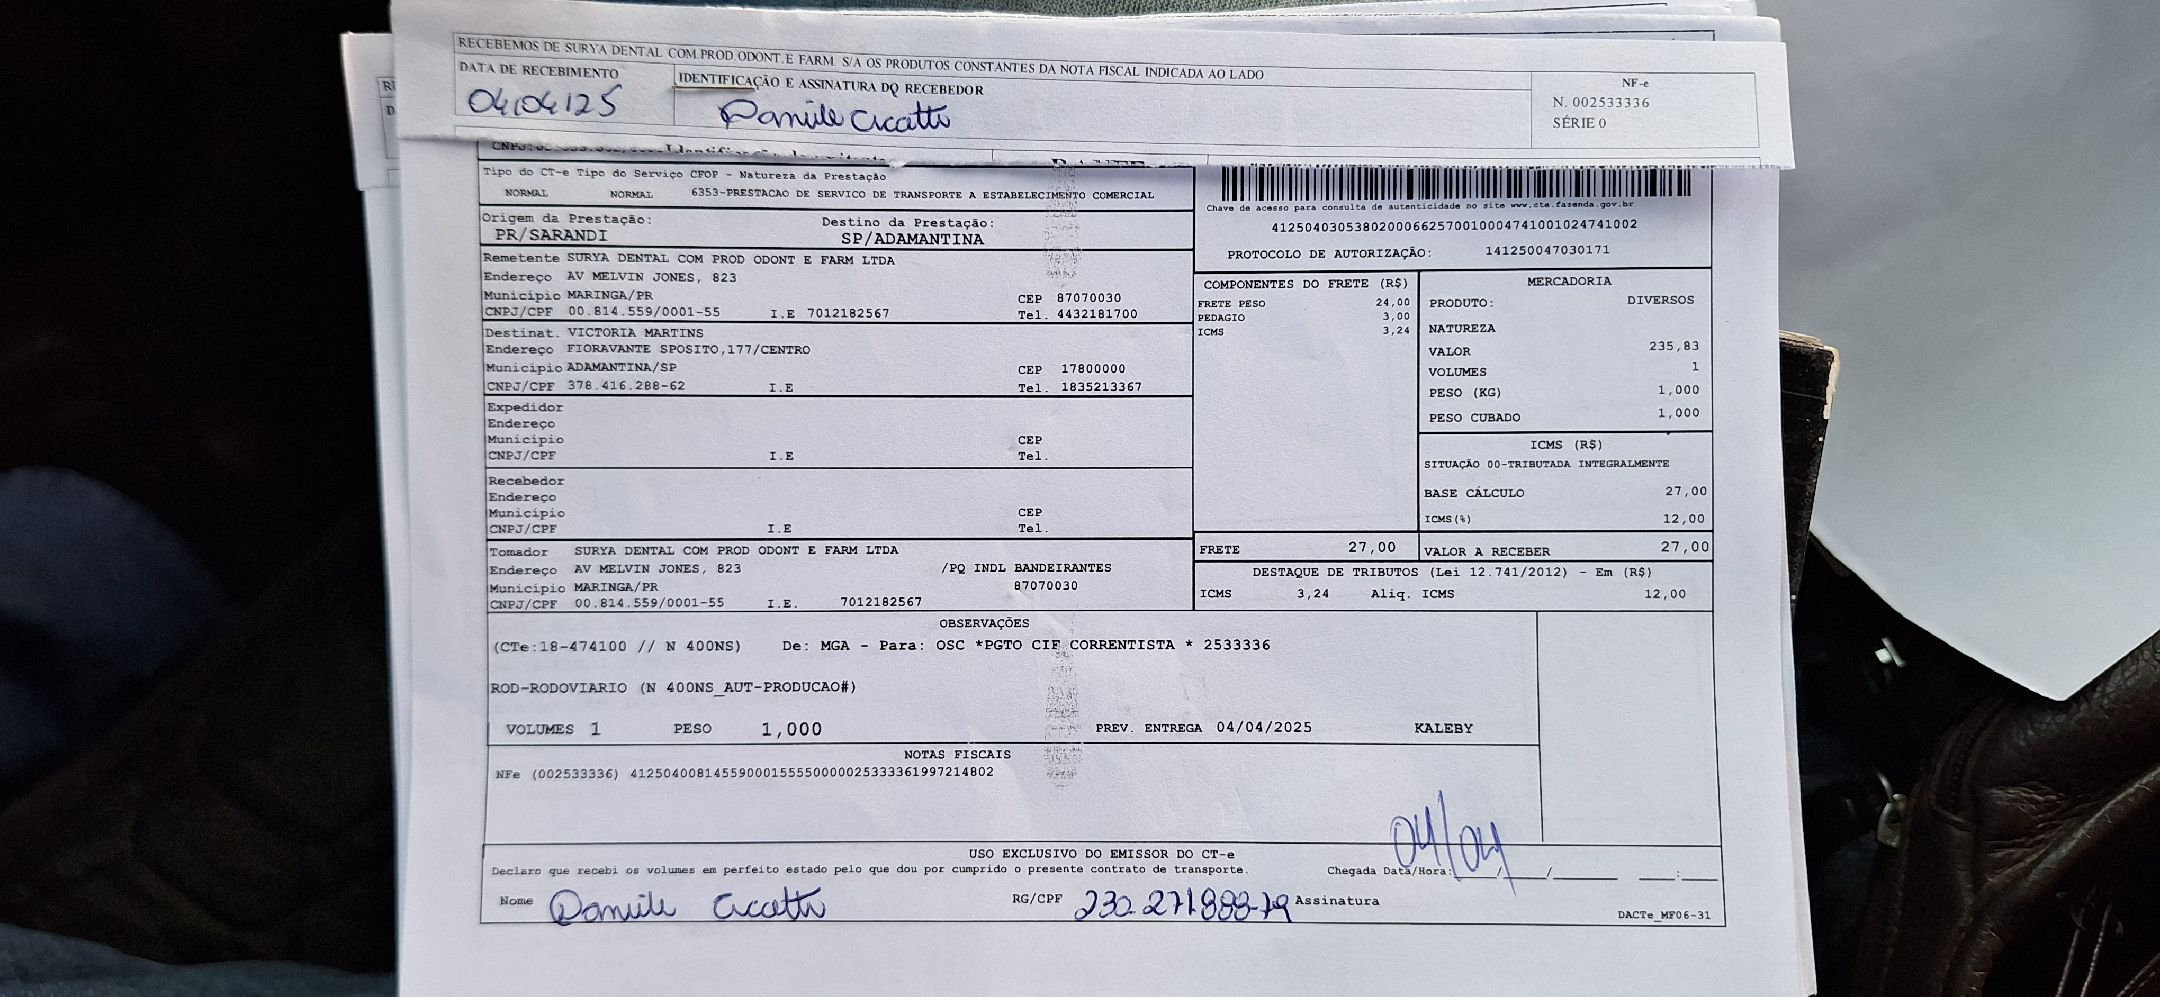 RECEBEMOS DE SURYA DENTAL COM.PROD.ODONT.E FARM. S/A OS PRODUTOS CONSTANTES DA NOTA FISCAL INDICADA AO LADO
DATA DE RECEBIMENTO IDENTIFICAÇÃO E ASSINATURA DO RECEBEDOR
04/04/25 Daniile Cicatti
NF-e
N. 002533336
SÉRIE 0
Tipo do CT-e Tipo do Serviço CFOP - Natureza da Prestação
NORMAL NORMAL 6353-PRESTACAO DE SERVICO DE TRANSPORTE A ESTABELECIMENTO COMERCIAL
Origem da Prestação: Destino da Prestação:
PR/SARANDI SP/ADAMANTINA
Chave de acesso para consulta de autenticidade no site www.cte.fazenda.gov.br
41250403053802000662570010004741001024741002
PROTOCOLO DE AUTORIZAÇÃO: 141250047030171
Remetente SURYA DENTAL COM PROD ODONT E FARM LTDA
Endereço AV MELVIN JONES, 823
Município MARINGA/PR CEP 87070030
CNPJ/CPF 00.814.559/0001-55 I.E 7012182567 Tel. 4432181700
Destinat. VICTORIA MARTINS
Endereço FIORAVANTE SPOSITO,177/CENTRO
Município ADAMANTINA/SP CEP 17800000
CNPJ/CPF 378.416.288-62 I.E Tel. 1835213367
Expedidor
Endereço
Município CEP
CNPJ/CPF I.E Tel.
Recebedor
Endereço
Município CEP
CNPJ/CPF I.E Tel.
Tomador SURYA DENTAL COM PROD ODONT E FARM LTDA
Endereço AV MELVIN JONES, 823 /PQ INDL BANDEIRANTES
Município MARINGA/PR 87070030
CNPJ/CPF 00.814.559/0001-55 I.E. 7012182567
COMPONENTES DO FRETE (R$)
FRETE PESO 24,00
PEDAGIO 3,00
ICMS 3,24
MERCADORIA
PRODUTO: DIVERSOS
NATUREZA
VALOR 235,83
VOLUMES 1
PESO (KG) 1,000
PESO CUBADO 1,000
ICMS (R$)
SITUAÇÃO 00-TRIBUTADA INTEGRALMENTE
BASE CÁLCULO 27,00
ICMS(%) 12,00
FRETE 27,00 VALOR A RECEBER 27,00
DESTAQUE DE TRIBUTOS (Lei 12.741/2012) - Em (R$)
ICMS 3,24 Aliq. ICMS 12,00
OBSERVAÇÕES
(CTe:18-474100 // N 400NS) De: MGA - Para: OSC *PGTO CIF CORRENTISTA * 2533336
ROD-RODOVIARIO (N 400NS_AUT-PRODUCAO#)
VOLUMES 1 PESO 1,000 PREV. ENTREGA 04/04/2025 KALEBY
NOTAS FISCAIS
NFe (002533336) 41250400814559000155550000025333361997214802
USO EXCLUSIVO DO EMISSOR DO CT-e
Declaro que recebi os volumes em perfeito estado pelo que dou por cumprido o presente contrato de transporte. Chegada Data/Hora: 04/04
Nome Daniile Cicatti RG/CPF 230.271.888-79 Assinatura
DACTe_MF06-31